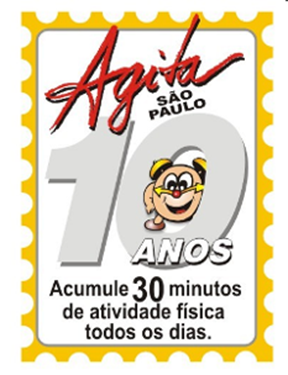 Agita
SÃO
PAULO
10
ANOS
Acumule 30 minutos
de atividade física
todos os dias.